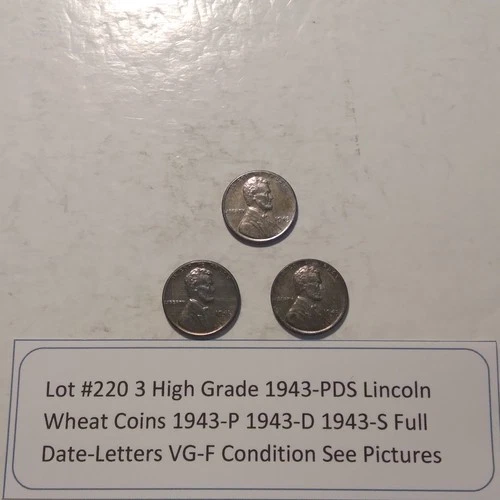 Lot #220 3 High Grade 1943-PDS Lincoln
Wheat Coins 1943-P 1943-D 1943-S Full
Date-Letters VG-F Condition See Pictures